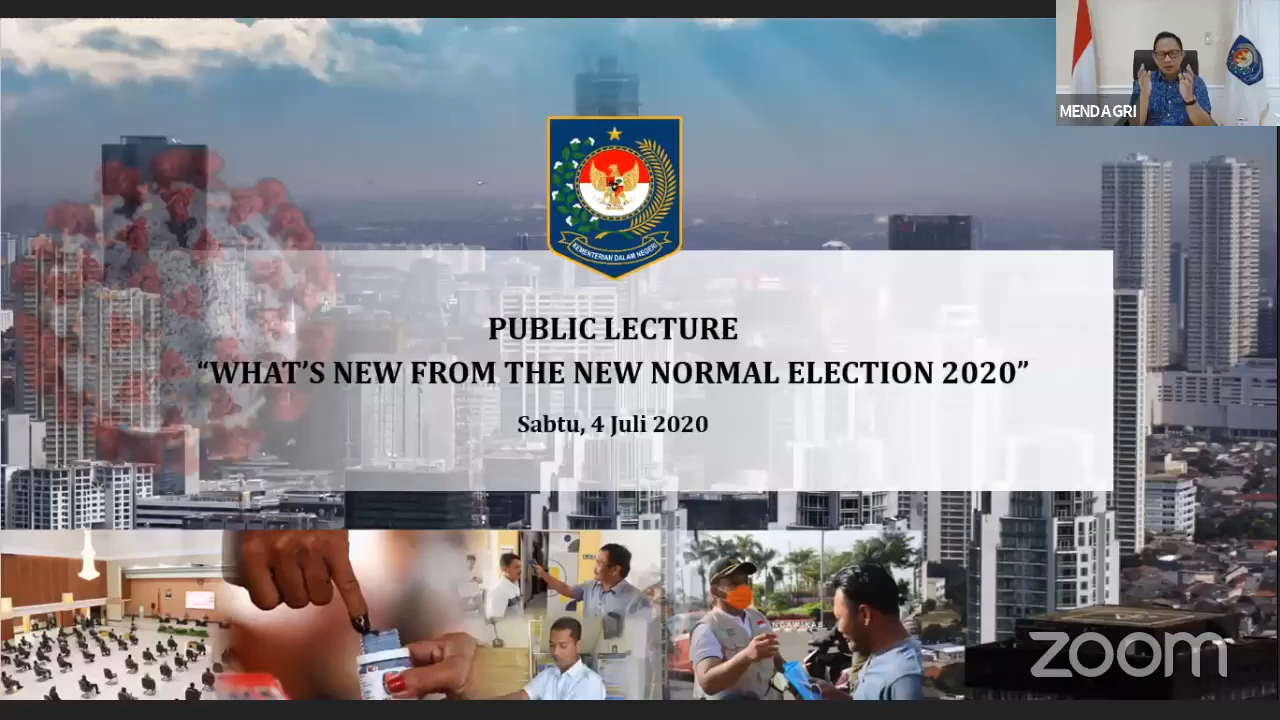 MENDAGRI
KEMENTERIAN DALAM NEGERI
PUBLIC LECTURE
“WHAT’S NEW FROM THE NEW NORMAL ELECTION 2020”
Sabtu, 4 Juli 2020
zoom